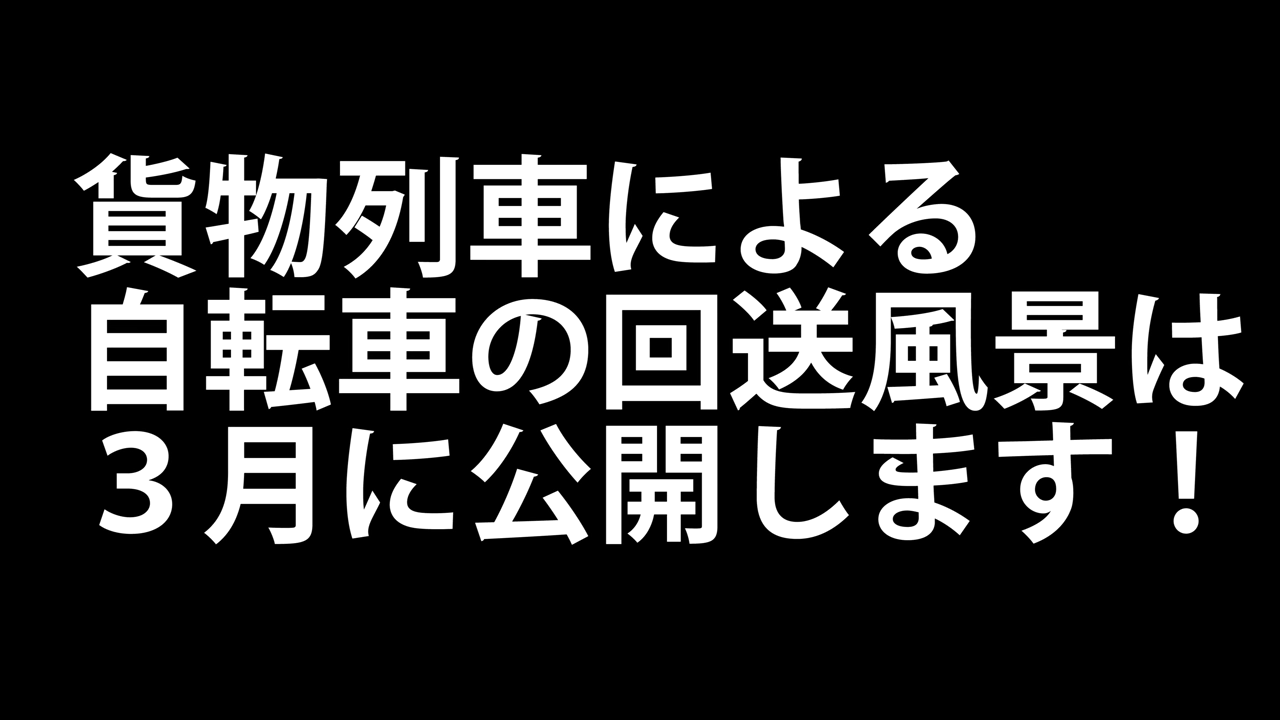 貨物列車による
自転車の回送風景は
３月に公開します！